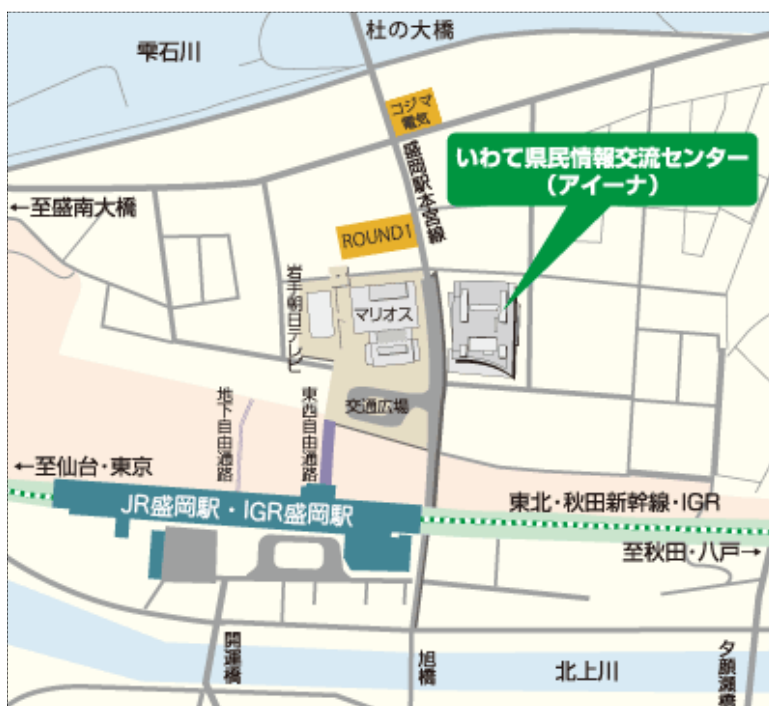 杜の大橋
雫石川
コジマ
電気
いわて県民情報交流センター
（アイーナ）
盛岡駅本宮線
←至盛南大橋
ROUND1
岩手朝日テレビ
マリオス
交通広場
地下自由通路
東西自由通路
←至仙台・東京
JR盛岡駅・IGR盛岡駅
東北・秋田新幹線・IGR
至秋田・八戸→
開運橋
旭橋
北上川
夕顔瀬橋